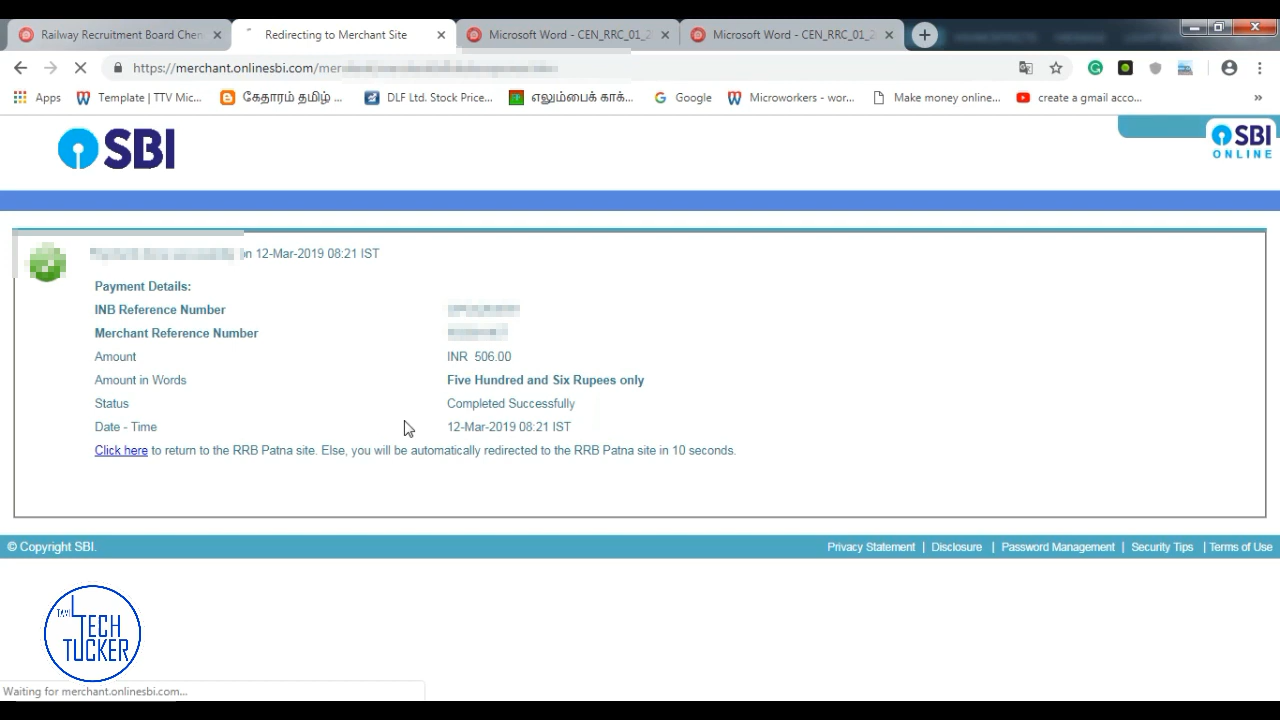 Railway Recruitment Board Chen
Redirecting to Merchant Site
Microsoft Word - CEN_RRC_01_2
Microsoft Word - CEN_RRC_01_2
https://merchant.onlinesbi.com/mer
Apps
Template | TTV Mic...
கேதாரம் தமிழ் ...
DLF Ltd. Stock Price...
எலும்பைக் காக்...
Google
Microworkers - wor...
Make money online...
create a gmail acco...
»
SBI
SBI
ONLINE
on 12-Mar-2019 08:21 IST
Payment Details:
INB Reference Number
Merchant Reference Number
Amount INR 506.00
Amount in Words Five Hundred and Six Rupees only
Status Completed Successfully
Date - Time 12-Mar-2019 08:21 IST
Click here to return to the RRB Patna site. Else, you will be automatically redirected to the RRB Patna site in 10 seconds.
© Copyright SBI.
Privacy Statement | Disclosure | Password Management | Security Tips | Terms of Use
TAMIL
TECH
TUCKER
Waiting for merchant.onlinesbi.com...